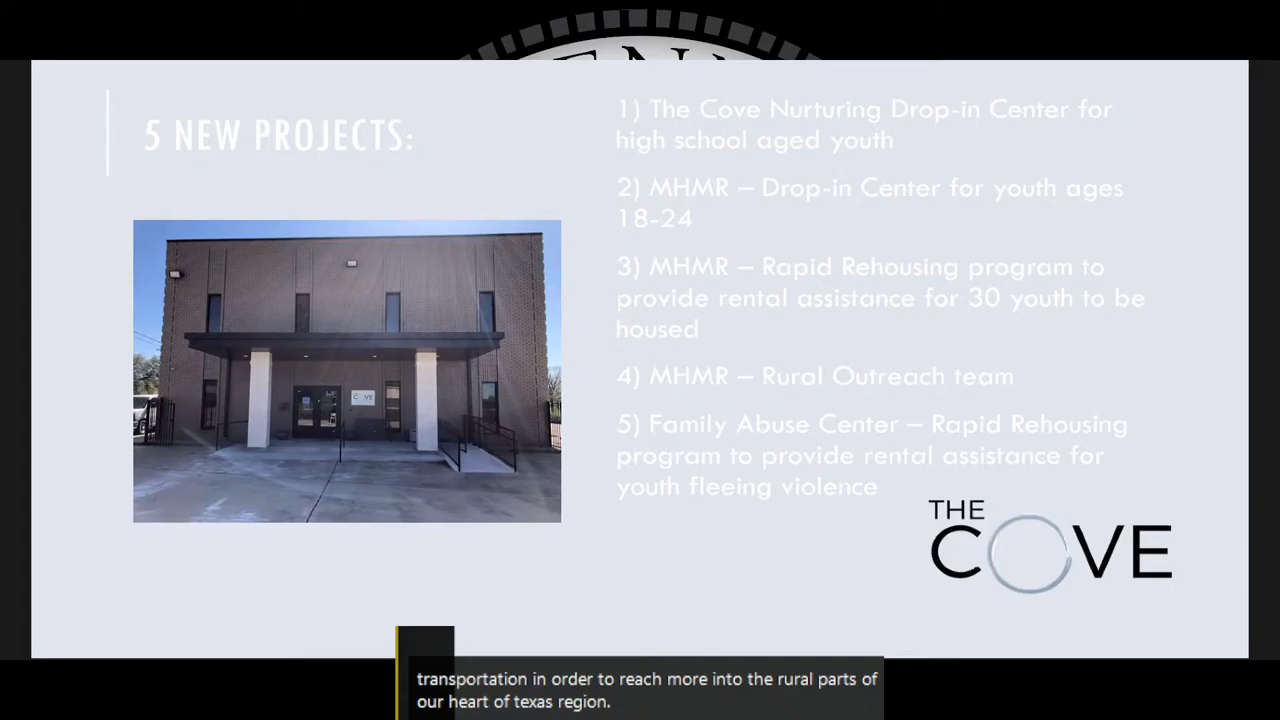 5 NEW PROJECTS:
1) The Cove Nurturing Drop-in Center for
high school aged youth
2) MHMR – Drop-in Center for youth ages
18-24
3) MHMR – Rapid Rehousing program to
provide rental assistance for 30 youth to be
housed
4) MHMR – Rural Outreach team
5) Family Abuse Center – Rapid Rehousing
program to provide rental assistance for
youth fleeing violence
COVE
THE
COVE
transportation in order to reach more into the rural parts of
our heart of texas region.